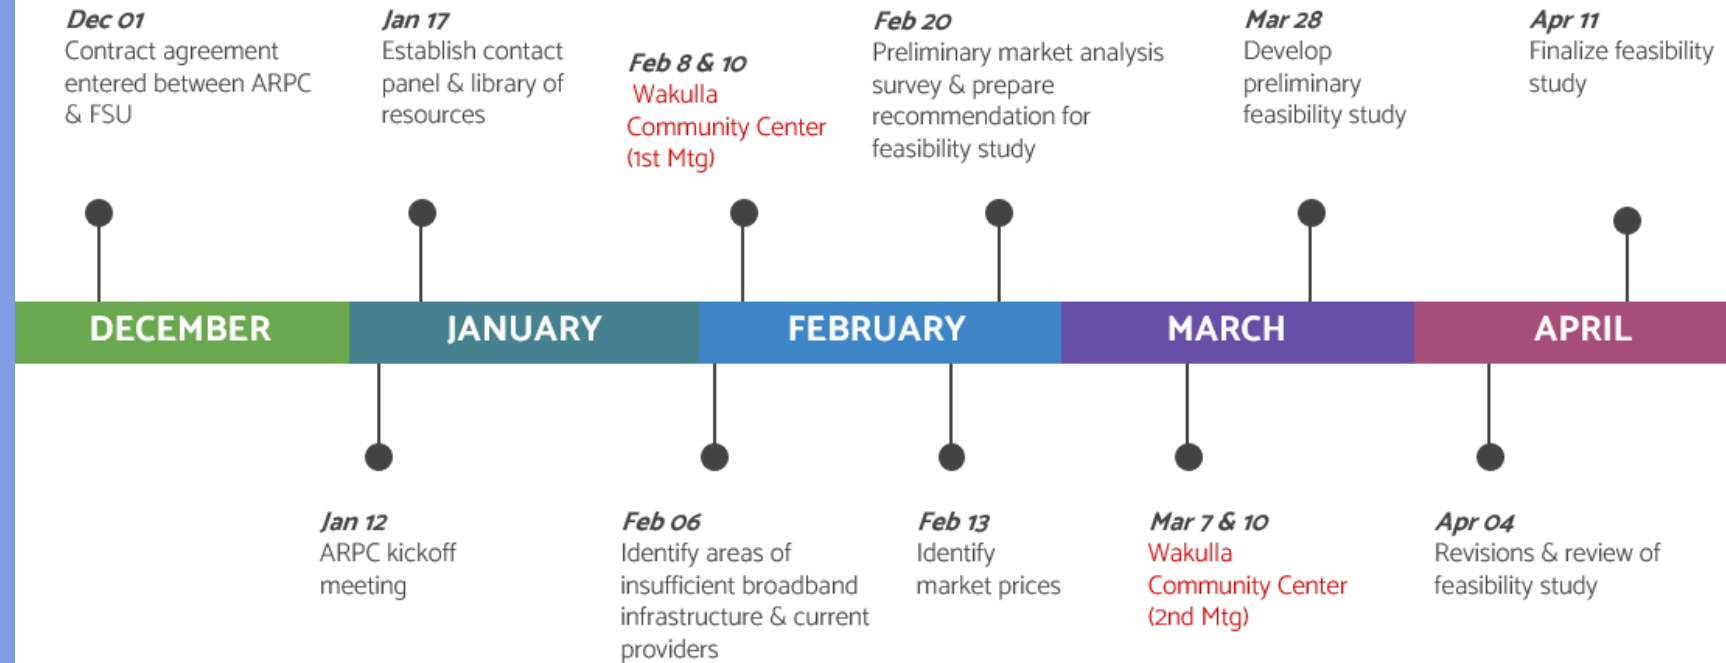 Dec 01
Contract agreement
entered between ARPC
& FSU
Jan 17
Establish contact
panel & library of
resources
Feb 8 & 10
Wakulla
Community Center
(1st Mtg)
Feb 20
Preliminary market analysis
survey & prepare
recommendation for
feasibility study
Mar 28
Develop
preliminary
feasibility study
Apr 11
Finalize feasibility
study
DECEMBER
JANUARY
FEBRUARY
MARCH
APRIL
Jan 12
ARPC kickoff
meeting
Feb 06
Identify areas of
insufficient broadband
infrastructure & current
providers
Feb 13
Identify
market prices
Mar 7 & 10
Wakulla
Community Center
(2nd Mtg)
Apr 04
Revisions & review of
feasibility study